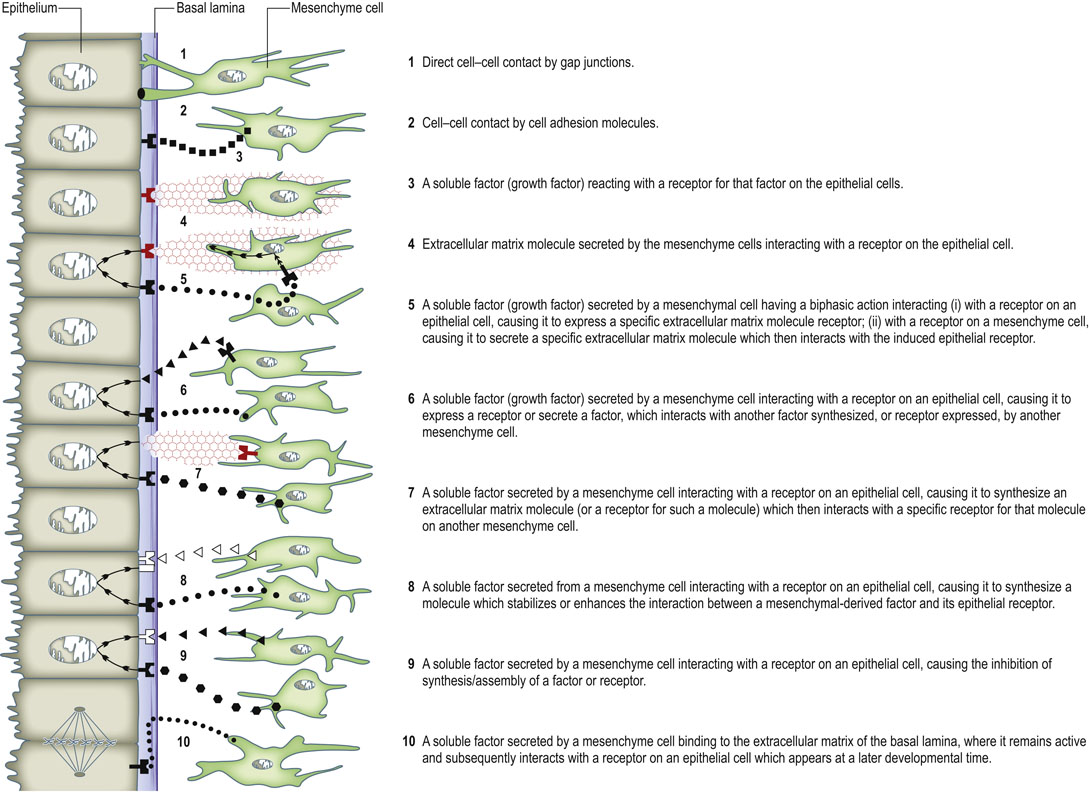 Epithelium
Basal lamina
Mesenchyme cell
1
2
3
4
5
6
7
8
9
10
1 Direct cell–cell contact by gap junctions.
2 Cell–cell contact by cell adhesion molecules.
3 A soluble factor (growth factor) reacting with a receptor for that factor on the epithelial cells.
4 Extracellular matrix molecule secreted by the mesenchyme cells interacting with a receptor on the epithelial cell.
5 A soluble factor (growth factor) secreted by a mesenchymal cell having a biphasic action interacting (i) with a receptor on an
epithelial cell, causing it to express a specific extracellular matrix molecule receptor; (ii) with a receptor on a mesenchyme cell,
causing it to secrete a specific extracellular matrix molecule which then interacts with the induced epithelial receptor.
6 A soluble factor (growth factor) secreted by a mesenchyme cell interacting with a receptor on an epithelial cell, causing it to
express a receptor or secrete a factor, which interacts with another factor synthesized, or receptor expressed, by another
mesenchyme cell.
7 A soluble factor secreted by a mesenchyme cell interacting with a receptor on an epithelial cell, causing it to synthesize an
extracellular matrix molecule (or a receptor for such a molecule) which then interacts with a specific receptor for that molecule
on another mesenchyme cell.
8 A soluble factor secreted from a mesenchyme cell interacting with a receptor on an epithelial cell, causing it to synthesize a
molecule which stabilizes or enhances the interaction between a mesenchymal-derived factor and its epithelial receptor.
9 A soluble factor secreted by a mesenchyme cell interacting with a receptor on an epithelial cell, causing the inhibition of
synthesis/assembly of a factor or receptor.
10 A soluble factor secreted by a mesenchyme cell binding to the extracellular matrix of the basal lamina, where it remains active
and subsequently interacts with a receptor on an epithelial cell which appears at a later developmental time.